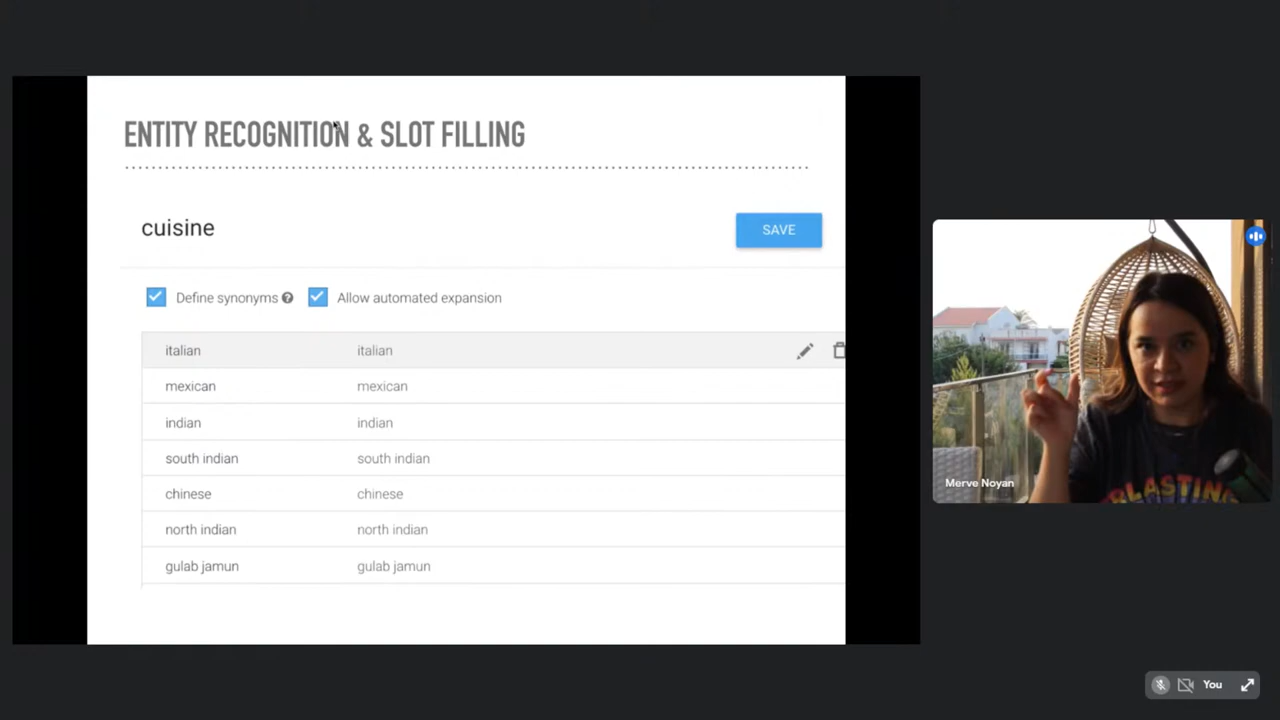 ENTITY RECOGNITION & SLOT FILLING
cuisine
SAVE
Define synonyms ?
Allow automated expansion
italian italian
mexican mexican
indian indian
south indian south indian
chinese chinese
north indian north indian
gulab jamun gulab jamun
RLASTING
Merve Noyan
You